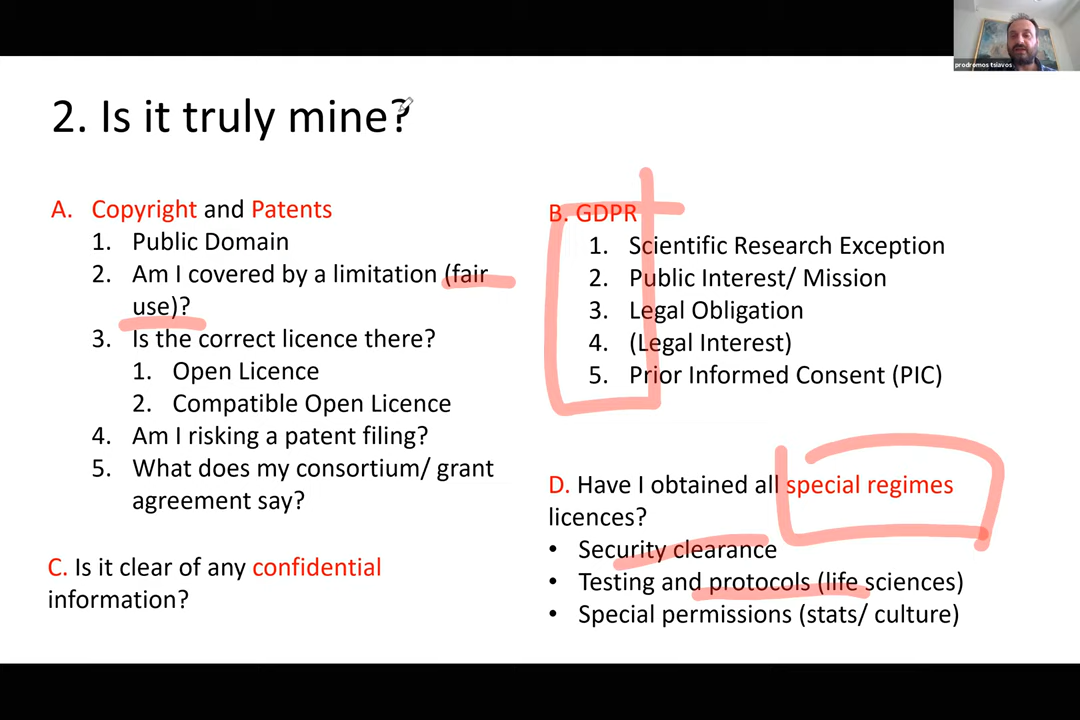 prodromos tsiavos
2. Is it truly mine?
A. Copyright and Patents
1. Public Domain
2. Am I covered by a limitation (fair
use)?
3. Is the correct licence there?
1. Open Licence
2. Compatible Open Licence
4. Am I risking a patent filing?
5. What does my consortium/ grant
agreement say?
C. Is it clear of any confidential
information?
B. GDPR
1. Scientific Research Exception
2. Public Interest/ Mission
3. Legal Obligation
4. (Legal Interest)
5. Prior Informed Consent (PIC)
D. Have I obtained all special regimes
licences?
• Security clearance
• Testing and protocols (life sciences)
• Special permissions (stats/ culture)